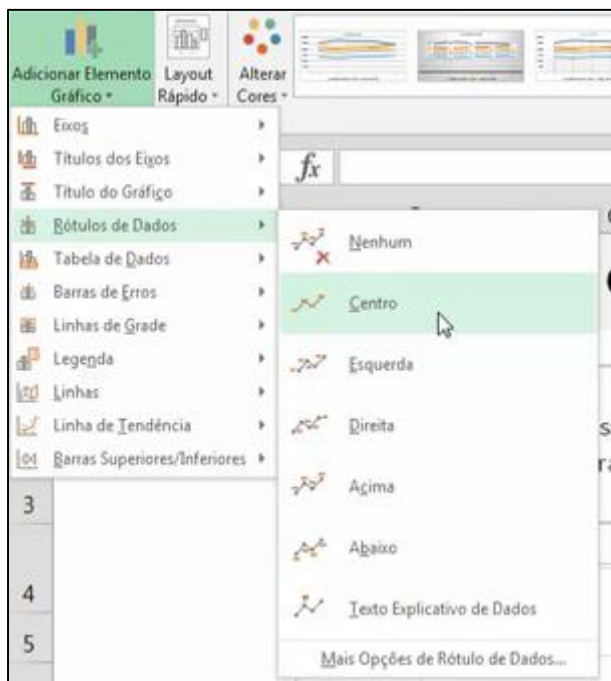 Adicionar Elemento
Gráfico
Layout
Rápido
Alterar
Cores
Eixos
Títulos dos Eixos
Título do Gráfico
Rótulos de Dados
Tabela de Dados
Barras de Erros
Linhas de Grade
Legenda
Linhas
Linha de Tendência
Barras Superiores/Inferiores
fx
Nenhum
Centro
Esquerda
Direita
Acima
Abaixo
Texto Explicativo de Dados
Mais Opções de Rótulo de Dados...
3
4
5